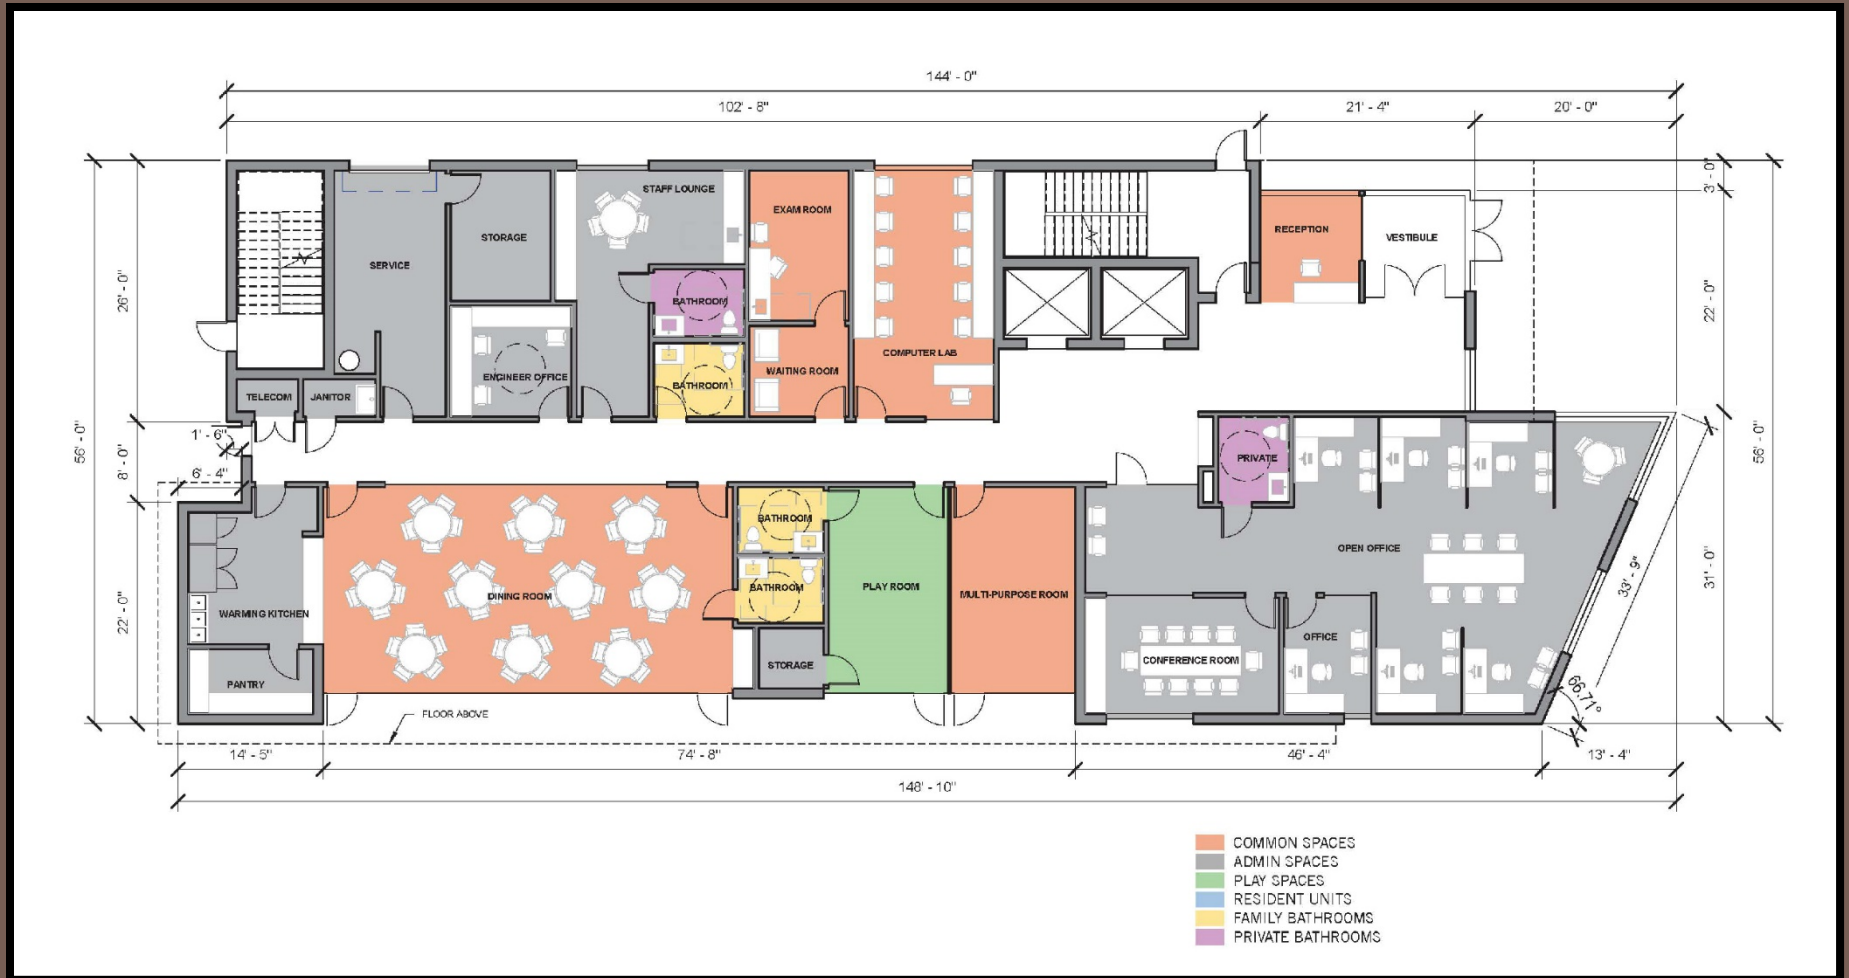 144' - 0"
102' - 8"
21' - 4"
20' - 0"
3' - 0"
STAFF LOUNGE
EXAM ROOM
STORAGE
RECEPTION
VESTIBULE
SERVICE
26' - 0"
BATHROOM
22' - 0"
COMPUTER LAB
WAITING ROOM
ENGINEER OFFICE
BATHROOM
TELECOM
JANITOR
1' - 6"
56' - 0"
8' - 0"
56' - 0"
PRIVATE
6' - 4"
BATHROOM
OPEN OFFICE
33' - 9"
31' - 0"
BATHROOM
PLAY ROOM
MULTI-PURPOSE ROOM
DINING ROOM
22' - 0"
WARMING KITCHEN
OFFICE
CONFERENCE ROOM
STORAGE
PANTRY
66.71°
FLOOR ABOVE
14' - 5"
74' - 8"
46' - 4"
13' - 4"
148' - 10"
COMMON SPACES
ADMIN SPACES
PLAY SPACES
RESIDENT UNITS
FAMILY BATHROOMS
PRIVATE BATHROOMS